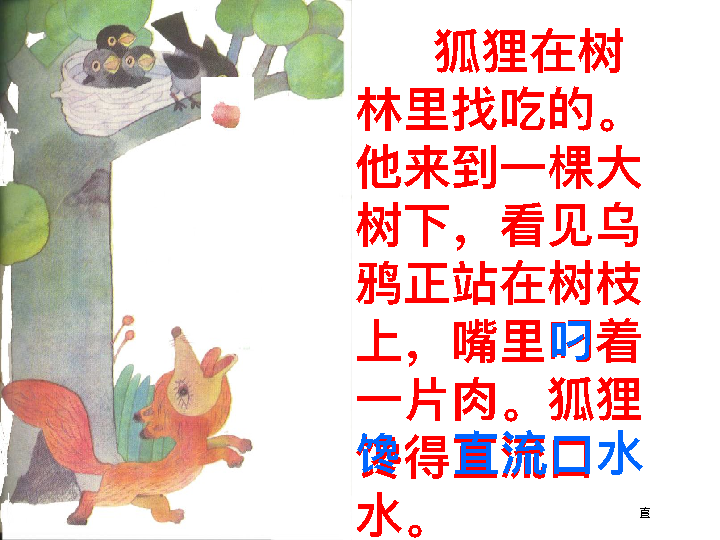 狐狸在树
林里找吃的。
他来到一棵大
树下，看见乌
鸦正站在树枝
上，嘴里叼着
一片肉。狐狸
馋得直流口水
水。
直